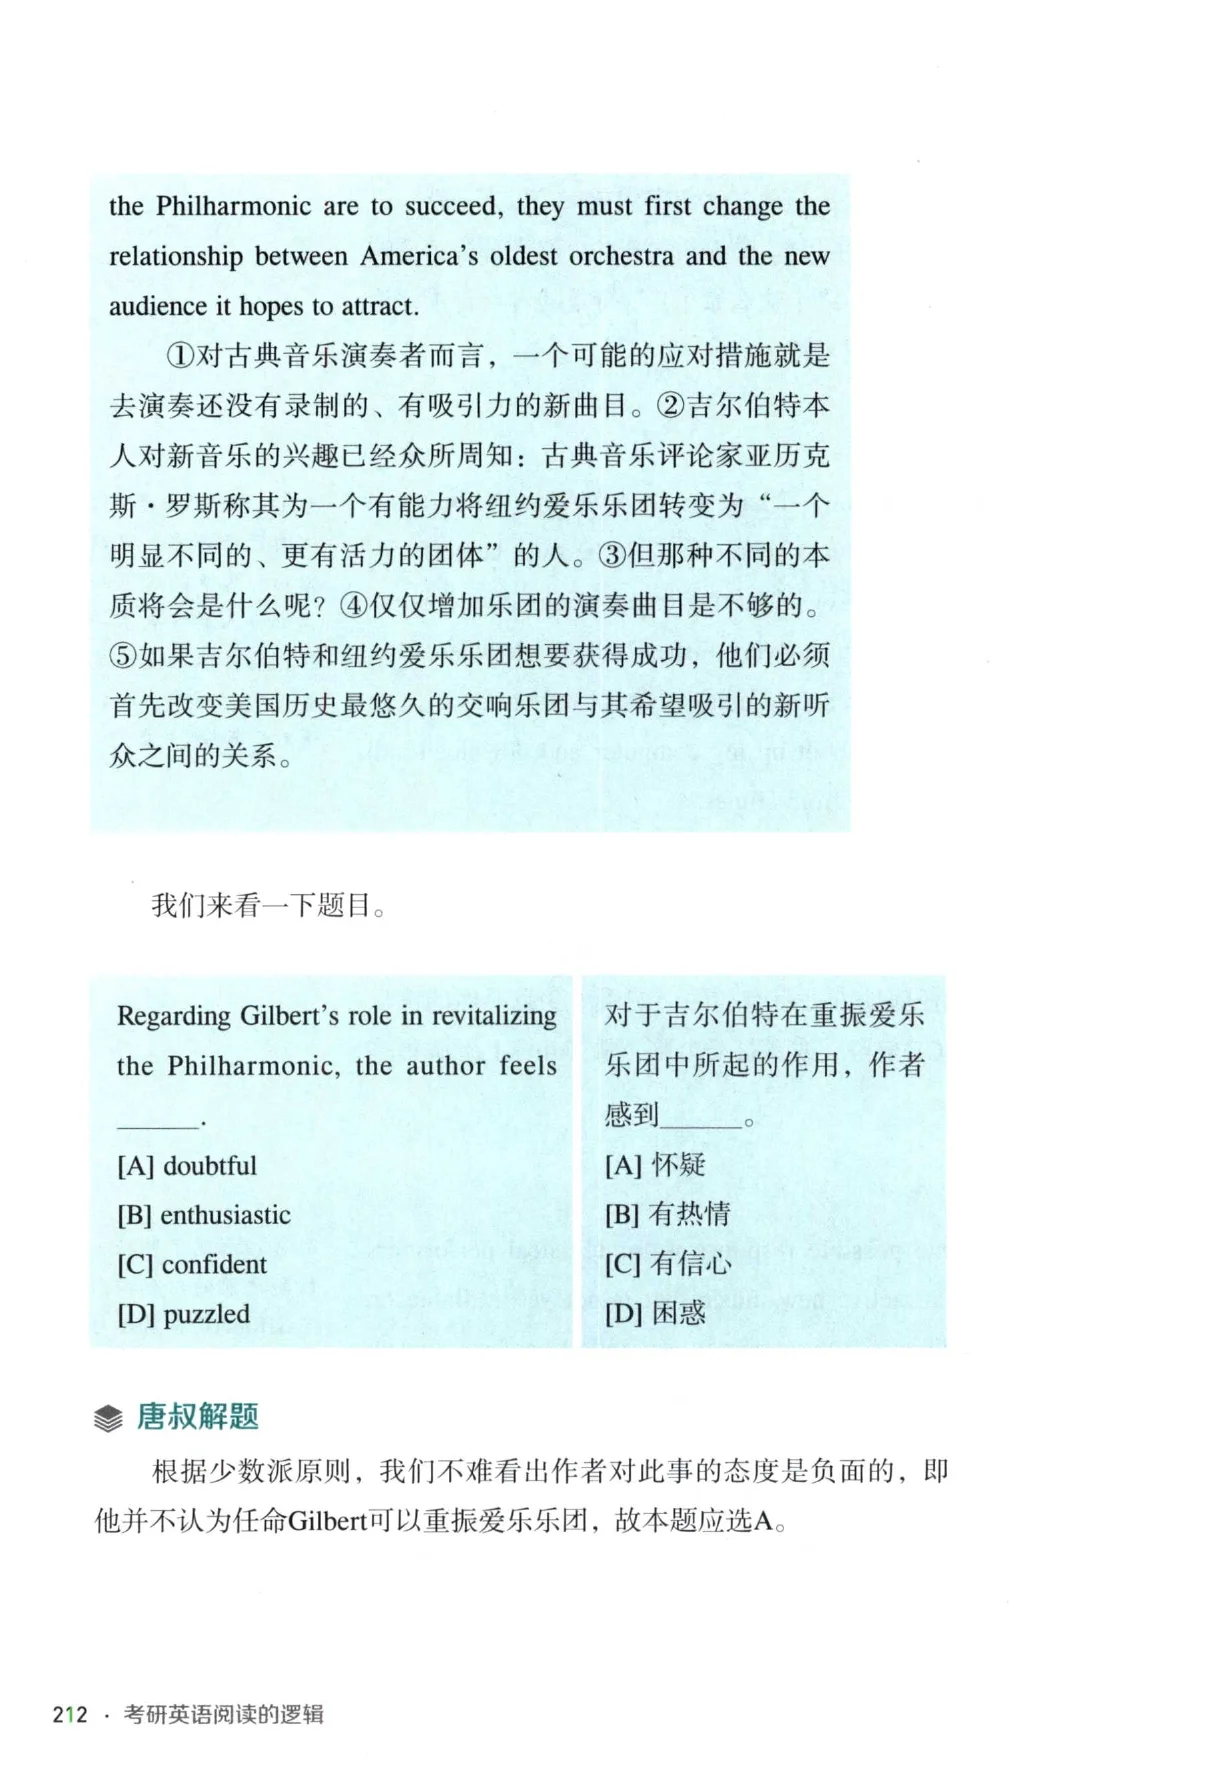 the Philharmonic are to succeed, they must first change the
relationship between America's oldest orchestra and the new
audience it hopes to attract.
①对古典音乐演奏者而言，一个可能的应对措施就是
去演奏还没有录制的、有吸引力的新曲目。②吉尔伯特本
人对新音乐的兴趣已经众所周知：古典音乐评论家亚历克
斯·罗斯称其为一个有能力将纽约爱乐乐团转变为“一个
明显不同的、更有活力的团体”的人。③但那种不同的本
质将会是什么呢？④仅仅增加乐团的演奏曲目是不够的。
⑤如果吉尔伯特和纽约爱乐乐团想要获得成功，他们必须
首先改变美国历史最悠久的交响乐团与其希望吸引的新听
众之间的关系。
我们来看一下题目。
Regarding Gilbert's role in revitalizing
the Philharmonic, the author feels
______.
[A] doubtful
[B] enthusiastic
[C] confident
[D] puzzled
对于吉尔伯特在重振爱乐
乐团中所起的作用，作者
感到______。
[A] 怀疑
[B] 有热情
[C] 有信心
[D] 困惑
唐叔解题
根据少数派原则，我们不难看出作者对此事的态度是负面的，即
他并不认为任命Gilbert可以重振爱乐乐团，故本题应选A。
212 · 考研英语阅读的逻辑